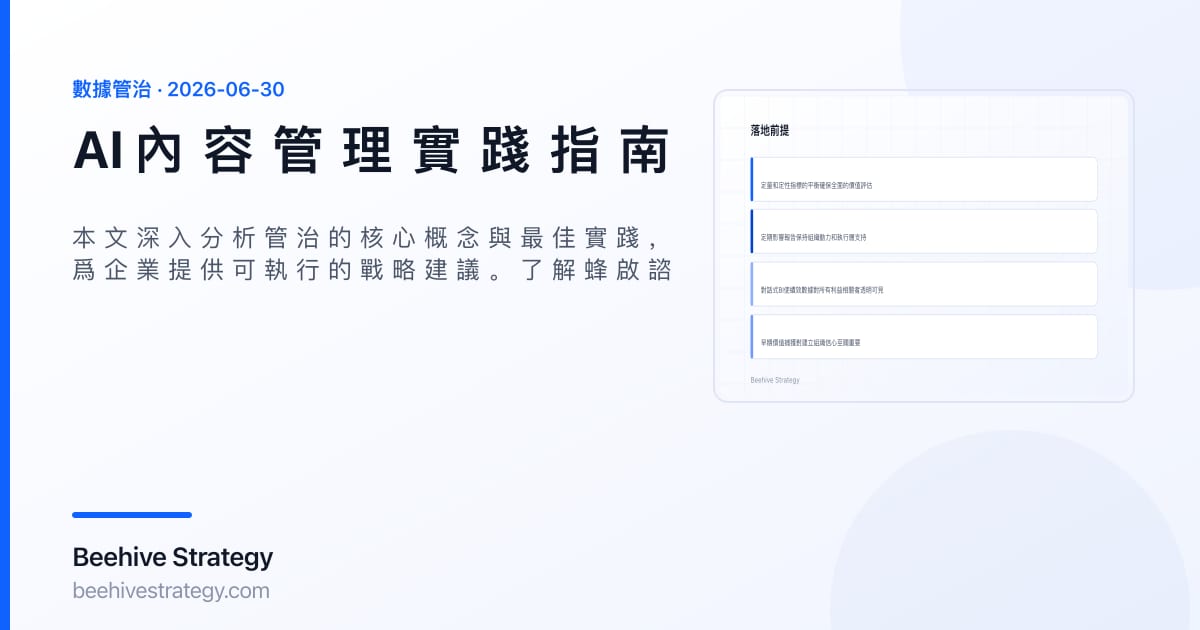 數據管治 · 2026-06-30
AI內容管理實踐指南
本文深入分析管治的核心概念與最佳實踐，
爲企業提供可執行的戰略建議。了解蜂啟諮
落地前提
定量和定性指標的平衡確保全面的價值評估
定期影響報告保持組織動力和執行層支持
對話式BI使績效數據對所有利益相關者透明可見
早期價值捕獲對建立組織信心至關重要
Beehive Strategy
Beehive Strategy
beehivestrategy.com